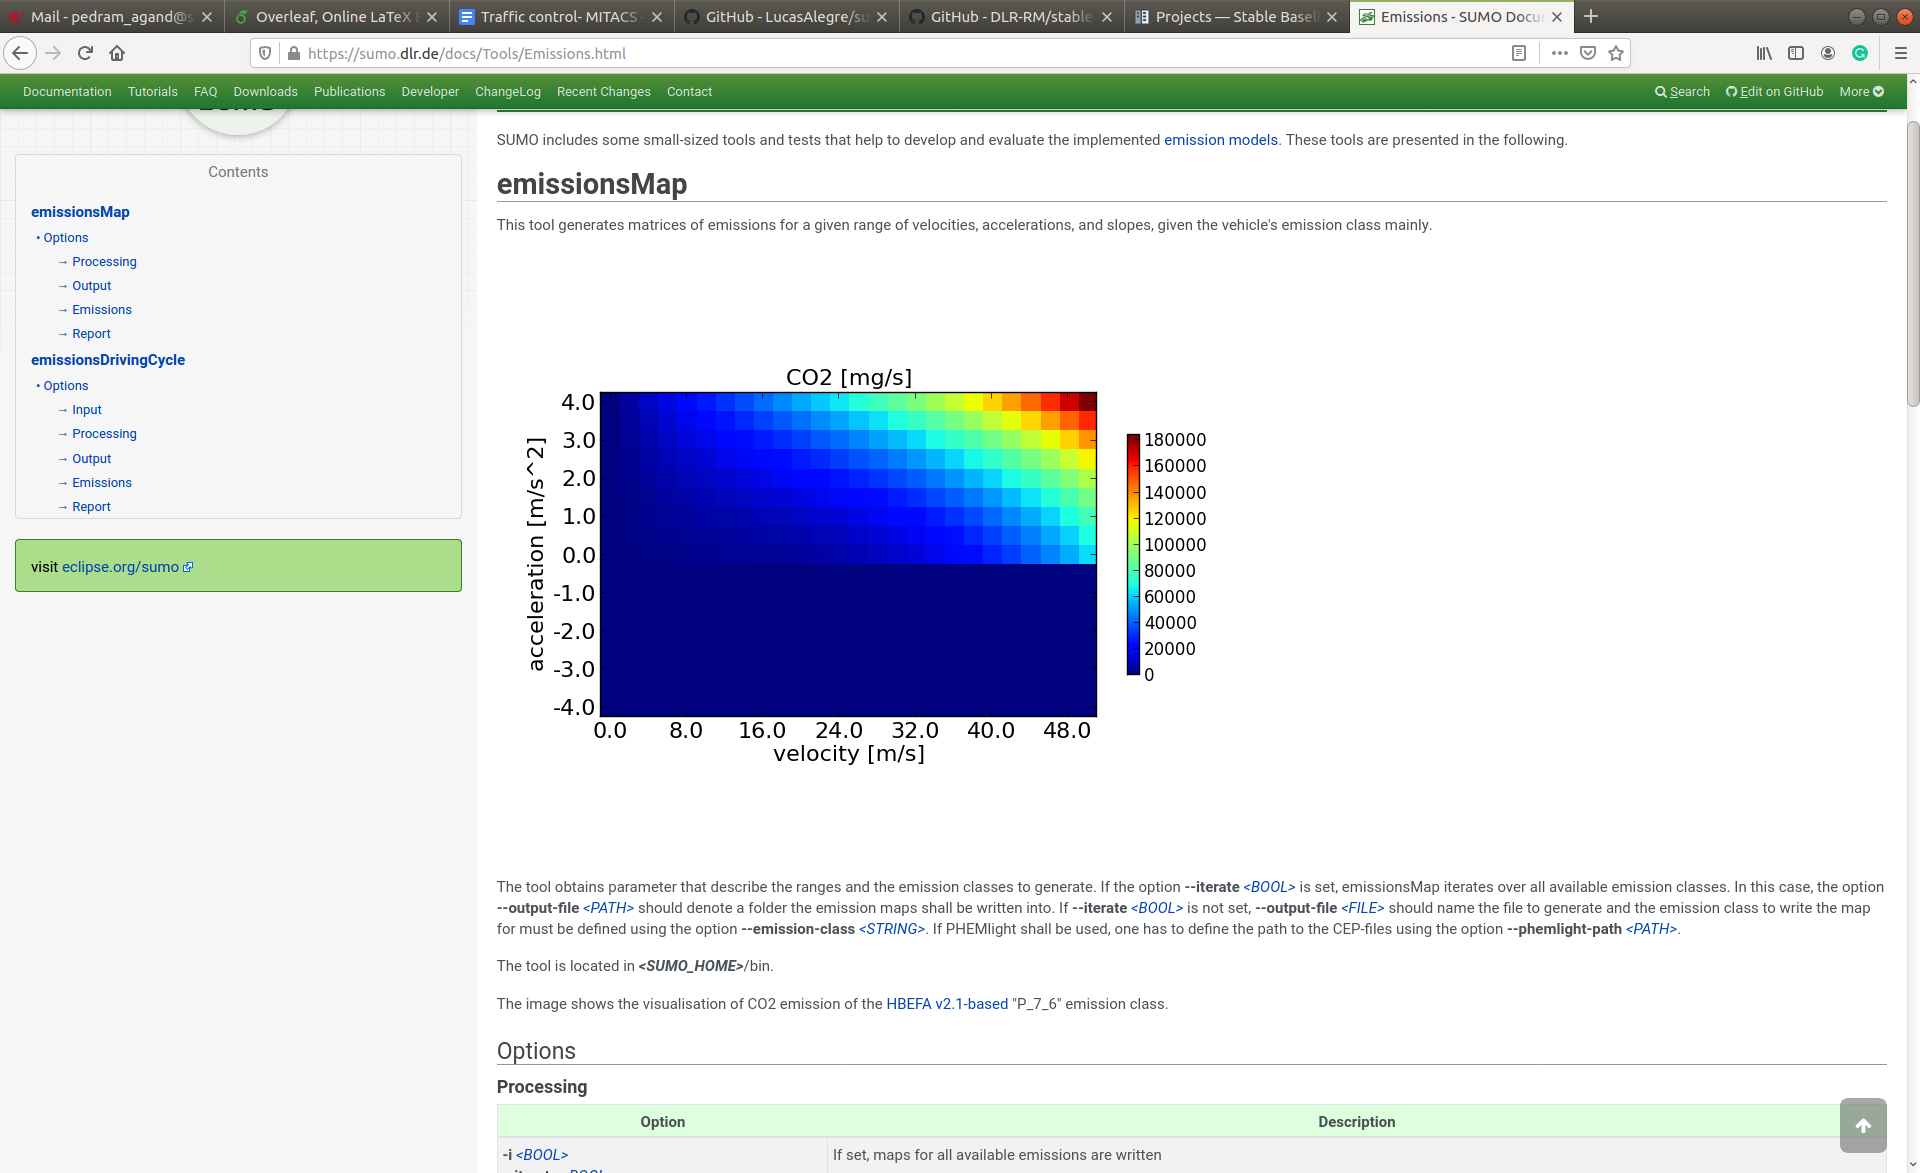 Mail - pedram_agand@s
Overleaf, Online LaTeX E
Traffic control- MITACS -
GitHub - LucasAlegre/su
GitHub - DLR-RM/stable-
Projects — Stable Basel
Emissions - SUMO Docu
https://sumo.dlr.de/docs/Tools/Emissions.html
Documentation Tutorials FAQ Downloads Publications Developer ChangeLog Recent Changes Contact Search Edit on GitHub More
Contents
emissionsMap
• Options
→ Processing
→ Output
→ Emissions
→ Report
emissionsDrivingCycle
• Options
→ Input
→ Processing
→ Output
→ Emissions
→ Report
visit eclipse.org/sumo
SUMO includes some small-sized tools and tests that help to develop and evaluate the implemented emission models. These tools are presented in the following.
emissionsMap
This tool generates matrices of emissions for a given range of velocities, accelerations, and slopes, given the vehicle's emission class mainly.
CO2 [mg/s]
acceleration [m/s^2]
4.0
3.0
2.0
1.0
0.0
-1.0
-2.0
-3.0
-4.0
0.0 8.0 16.0 24.0 32.0 40.0 48.0
velocity [m/s]
180000
160000
140000
120000
100000
80000
60000
40000
20000
0
The tool obtains parameter that describe the ranges and the emission classes to generate. If the option --iterate <BOOL> is set, emissionsMap iterates over all available emission classes. In this case, the option
--output-file <PATH> should denote a folder the emission maps shall be written into. If --iterate <BOOL> is not set, --output-file <FILE> should name the file to generate and the emission class to write the map
for must be defined using the option --emission-class <STRING>. If PHEMlight shall be used, one has to define the path to the CEP-files using the option --phemlight-path <PATH>.
The tool is located in <SUMO_HOME>/bin.
The image shows the visualisation of CO2 emission of the HBEFA v2.1-based "P_7_6" emission class.
Options
Processing
Option Description
-i <BOOL> If set, maps for all available emissions are written